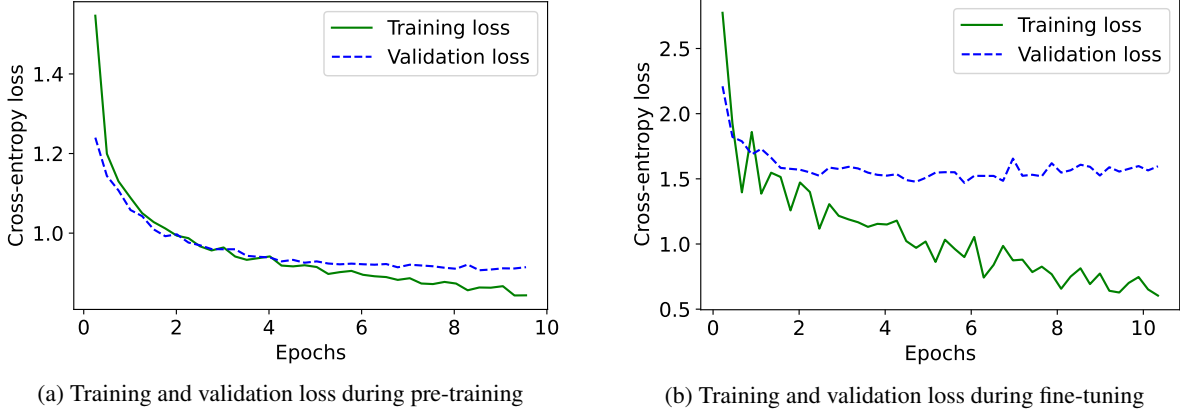 Training loss
Validation loss
1.4
1.2
1.0
Cross-entropy loss
0 2 4 6 8 10
Epochs
(a) Training and validation loss during pre-training
Training loss
Validation loss
2.5
2.0
1.5
1.0
0.5
Cross-entropy loss
0 2 4 6 8 10
Epochs
(b) Training and validation loss during fine-tuning